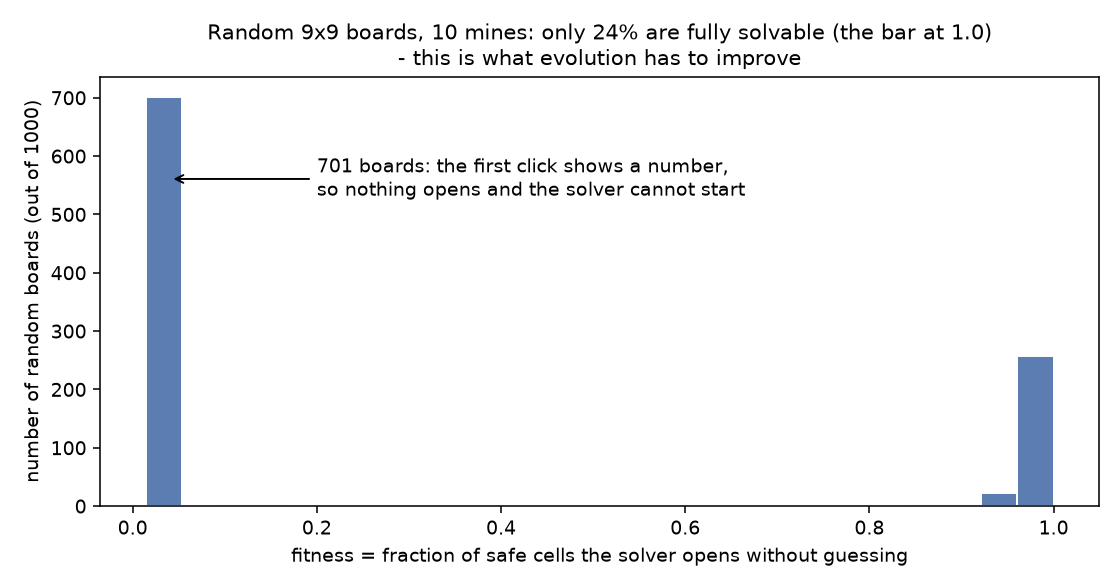 Random 9x9 boards, 10 mines: only 24% are fully solvable (the bar at 1.0)
- this is what evolution has to improve
number of random boards (out of 1000)
700
600
500
400
300
200
100
0
701 boards: the first click shows a number,
so nothing opens and the solver cannot start
0.0 0.2 0.4 0.6 0.8 1.0
fitness = fraction of safe cells the solver opens without guessing